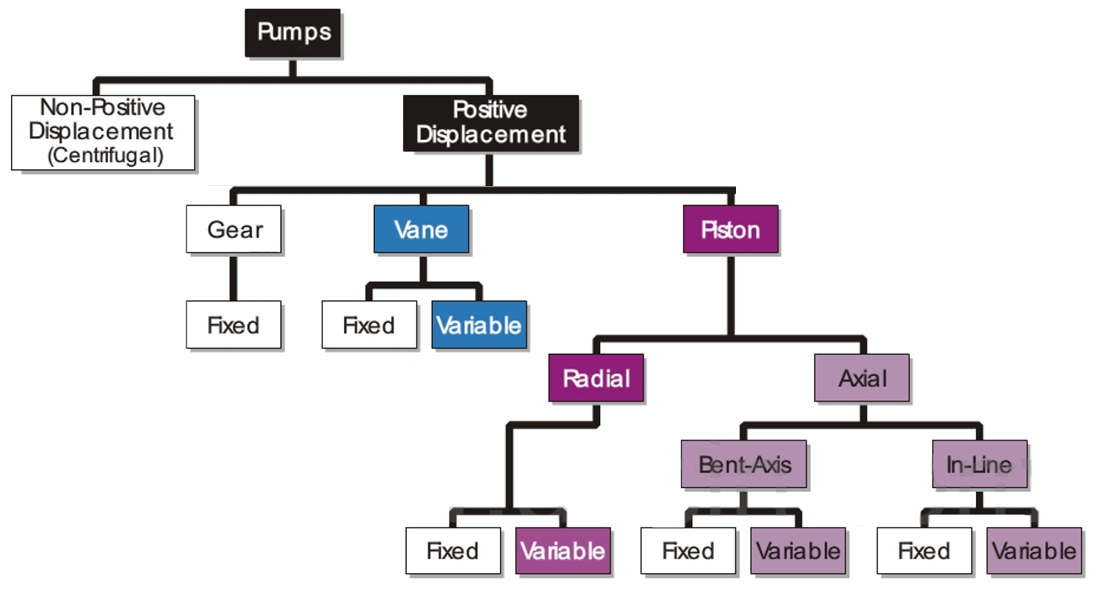 Pumps
Non-Positive
Displacement
(Centrifugal)
Positive
Displacement
Gear
Vane
Piston
Fixed
Fixed
Variable
Radial
Axial
Bent-Axis
In-Line
Fixed
Variable
Fixed
Variable
Fixed
Variable